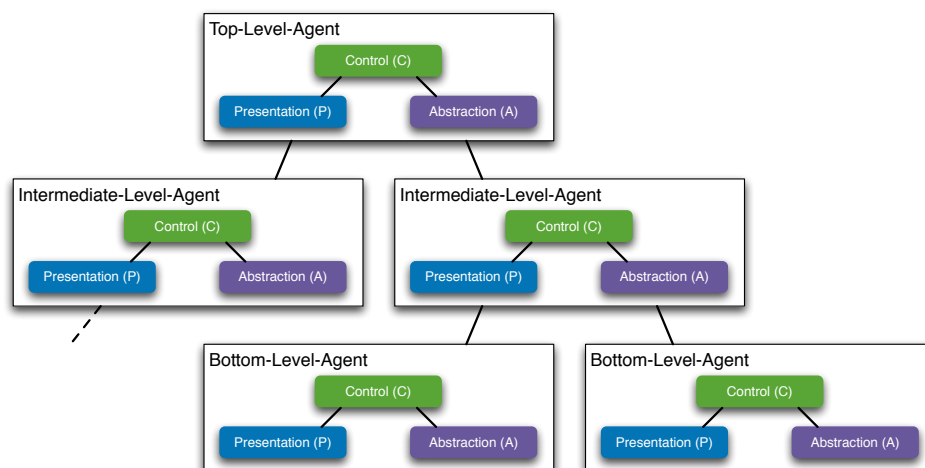 Top-Level-Agent
Control (C)
Presentation (P)
Abstraction (A)
Intermediate-Level-Agent
Control (C)
Presentation (P)
Abstraction (A)
Intermediate-Level-Agent
Control (C)
Presentation (P)
Abstraction (A)
Bottom-Level-Agent
Control (C)
Presentation (P)
Abstraction (A)
Bottom-Level-Agent
Control (C)
Presentation (P)
Abstraction (A)